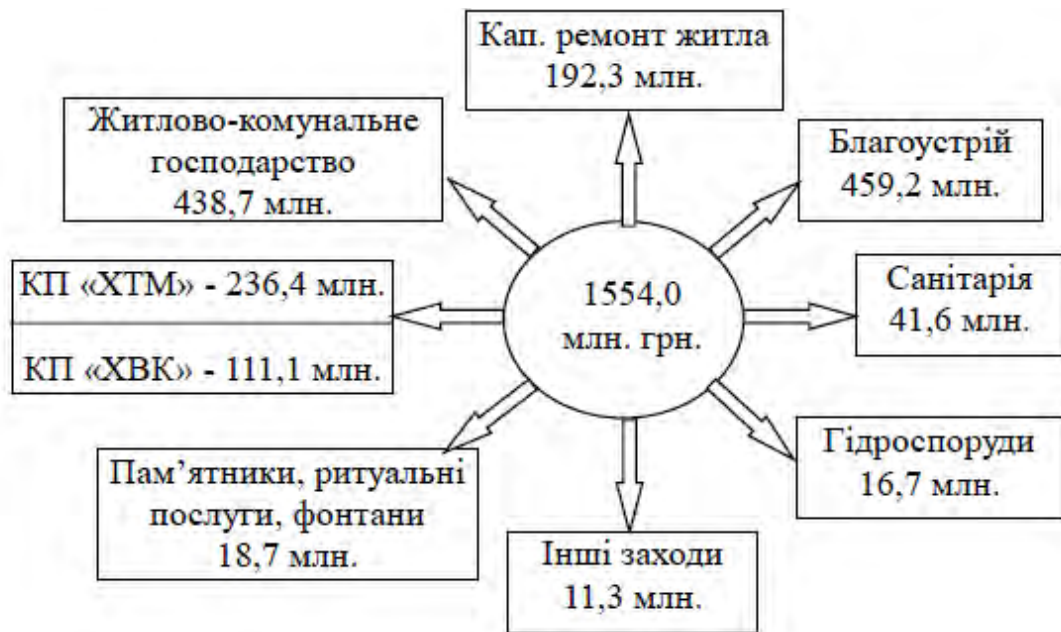 Кап. ремонт житла
192,3 млн.
Житлово-комунальне
господарство
438,7 млн.
Благоустрій
459,2 млн.
КП «ХТМ» - 236,4 млн.
КП «ХВК» - 111,1 млн.
1554,0
млн. грн.
Санітарія
41,6 млн.
Пам’ятники, ритуальні
послуги, фонтани
18,7 млн.
Інші заходи
11,3 млн.
Гідроспоруди
16,7 млн.